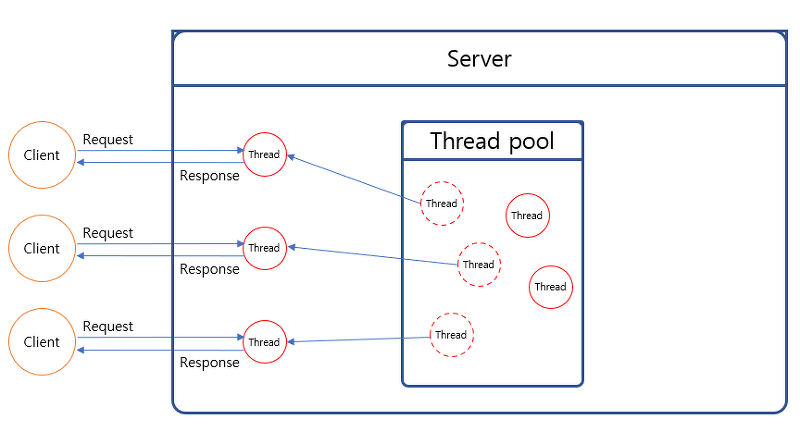 Server
Thread pool
Client
Request
Response
Thread
Client
Request
Response
Thread
Client
Request
Response
Thread
Thread
Thread
Thread
Thread
Thread